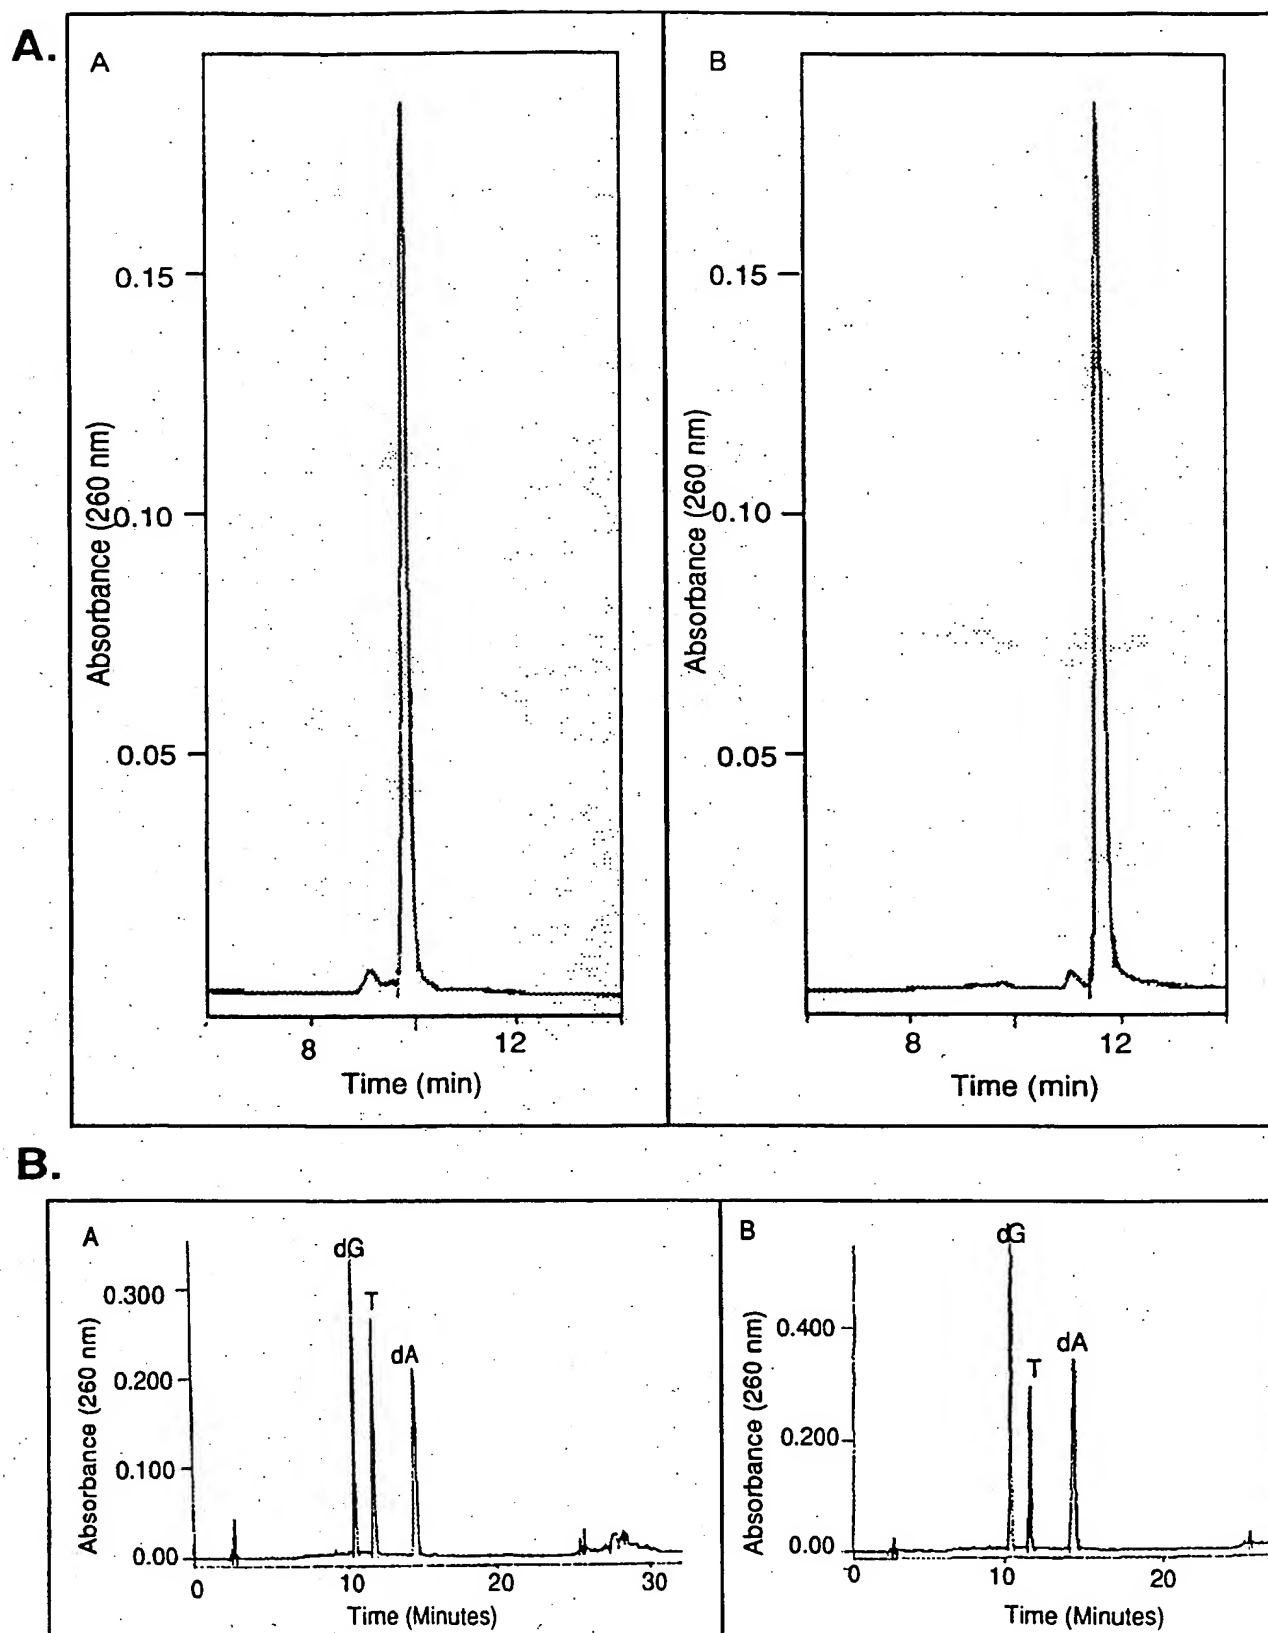 A.
A
B
0.15
0.10
0.05
Absorbance (260 nm)
8
12
Time (min)
0.15
0.10
0.05
Absorbance (260 nm)
8
12
Time (min)
B.
A
dG
T
dA
0.300
0.200
0.100
0.00
Absorbance (260 nm)
0
10
20
30
Time (Minutes)
B
dG
T
dA
0.400
0.200
0.00
Absorbance (260 nm)
0
10
20
Time (Minutes)